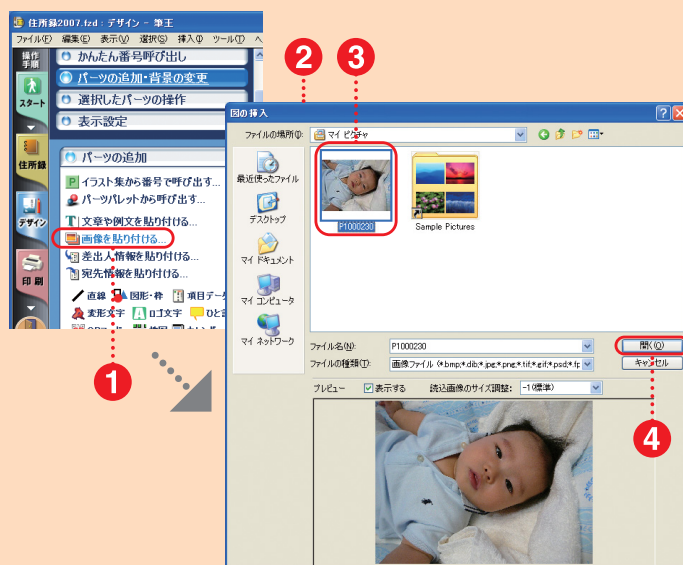 住所録2007.fzd : デザイン - 筆王
ファイル(F) 編集(E) 表示(V) 選択(S) 挿入(I) ツール(T) ヘ
操作
手順
スタート
住所録
デザイン
印刷
かんたん番号呼び出し
パーツの追加・背景の変更
選択したパーツの操作
表示設定
パーツの追加
イラスト集から番号で呼び出す...
パーツパレットから呼び出す...
文章や例文を貼り付ける...
画像を貼り付ける...
差出人情報を貼り付ける...
宛先情報を貼り付ける...
直線 図形・枠 項目デー
変形文字 ロゴ文字 ひと言
1
2
3
図の挿入
ファイルの場所(I): マイ ピクチャ
最近使ったファイル
デスクトップ
マイ ドキュメント
マイ コンピュータ
マイ ネットワーク
P1000230
Sample Pictures
ファイル名(N): P1000230 開く(O)
ファイルの種類(T): 画像ファイル (*.bmp;*.dib;*.jpg;*.png;*.tif;*.gif;*.psd;*.fp キャンセル
プレビュー 表示する 読込画像のサイズ調整: -1(標準)
4